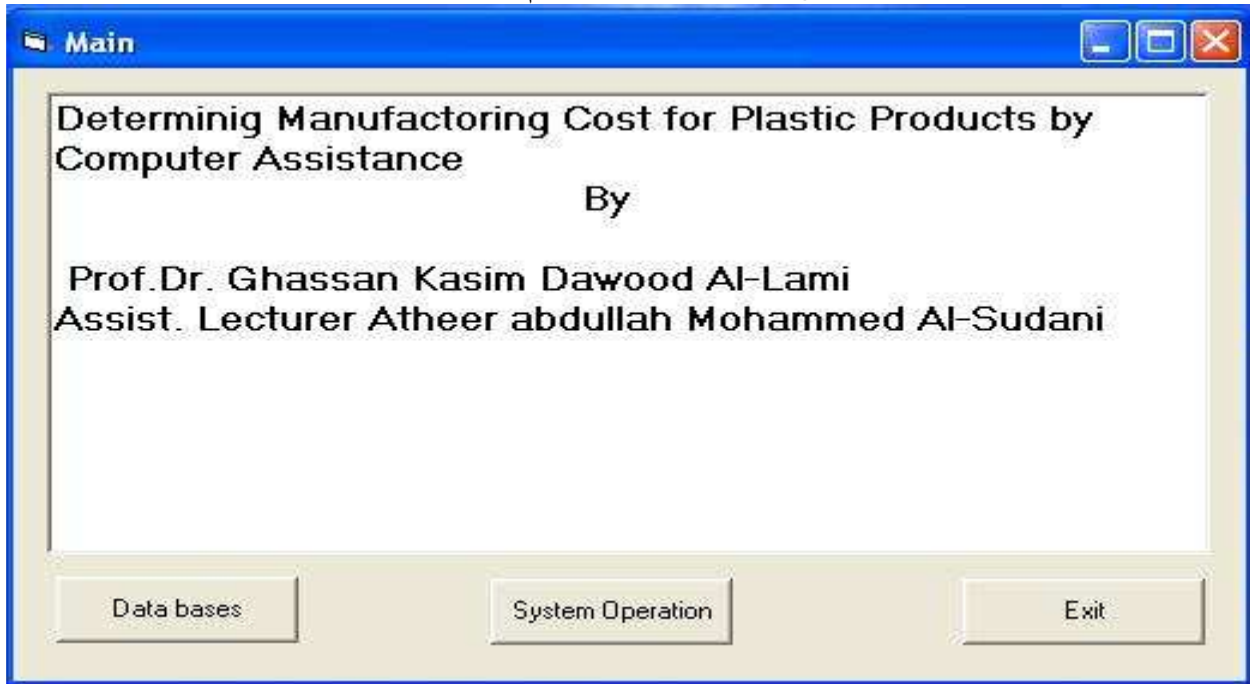 Main
Determinig Manufactoring Cost for Plastic Products by
Computer Assistance
By
Prof.Dr. Ghassan Kasim Dawood Al-Lami
Assist. Lecturer Atheer abdullah Mohammed Al-Sudani
Data bases
System Operation
Exit